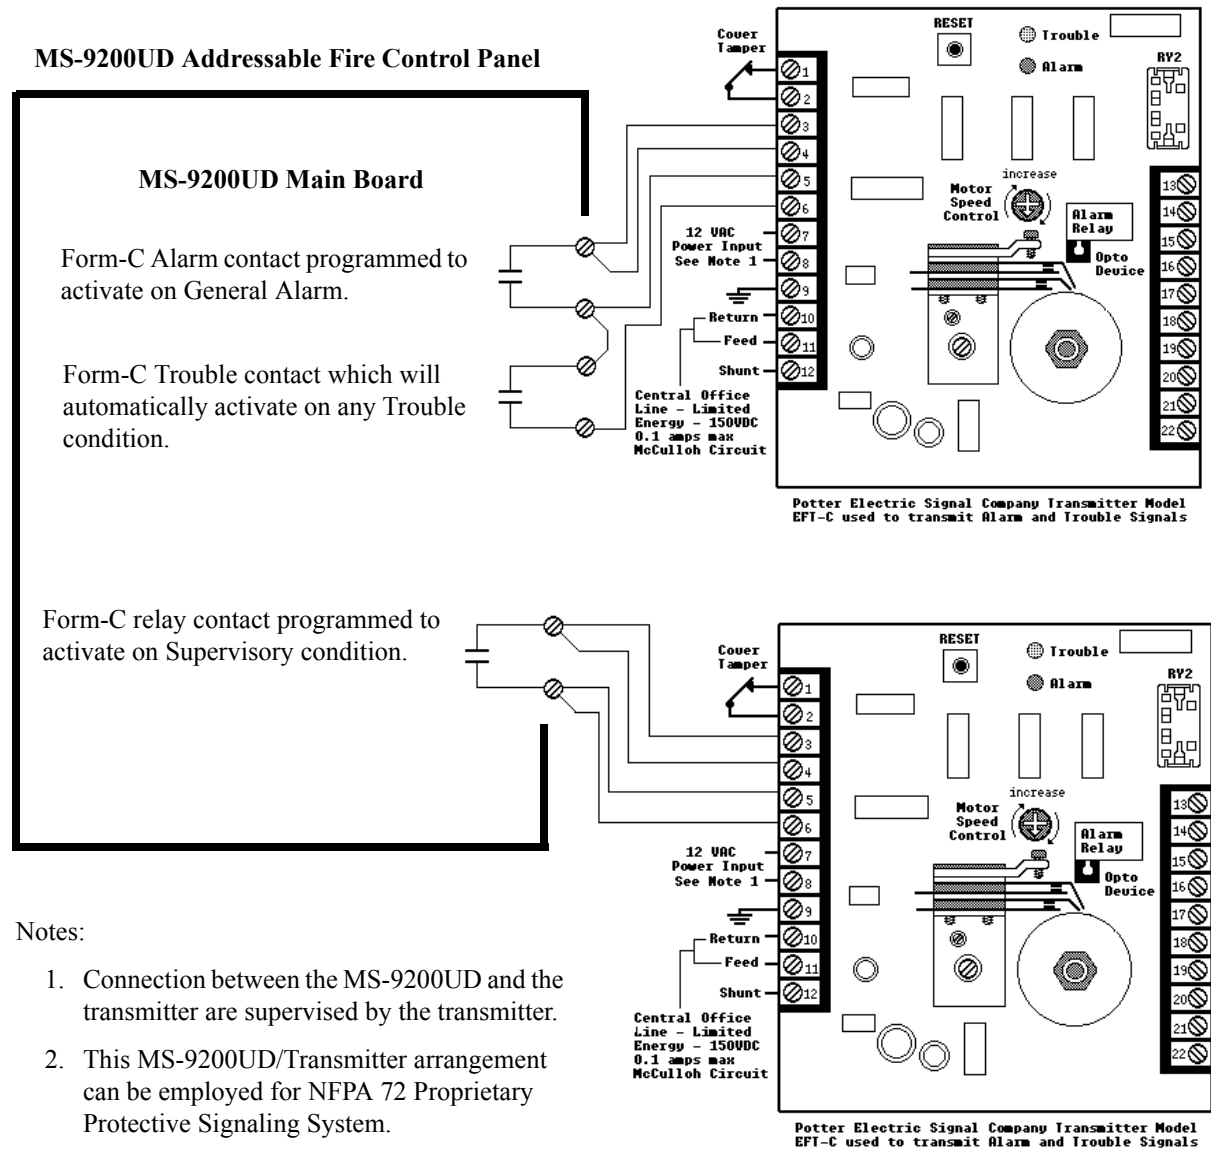 MS-9200UD Addressable Fire Control Panel
MS-9200UD Main Board
Form-C Alarm contact programmed to
activate on General Alarm.
Form-C Trouble contact which will
automatically activate on any Trouble
condition.
Cover
Tamper
1
2
3
4
5
6
12 VAC
Power Input
See Note 1
7
8
9
Return
10
Feed
11
Shunt
12
Central Office
Line - Limited
Energy - 150VDC
0.1 amps max
McCulloh Circuit
RESET
Trouble
Alarm
RY2
increase
Motor
Speed
Control
Alarm
Relay
Opto
Device
13
14
15
16
17
18
19
20
21
22
Potter Electric Signal Company Transmitter Model
EFT-C used to transmit Alarm and Trouble Signals
Form-C relay contact programmed to
activate on Supervisory condition.
Cover
Tamper
1
2
3
4
5
6
12 VAC
Power Input
See Note 1
7
8
9
Return
10
Feed
11
Shunt
12
Central Office
Line - Limited
Energy - 150VDC
0.1 amps max
McCulloh Circuit
RESET
Trouble
Alarm
RY2
increase
Motor
Speed
Control
Alarm
Relay
Opto
Device
13
14
15
16
17
18
19
20
21
22
Potter Electric Signal Company Transmitter Model
EFT-C used to transmit Alarm and Trouble Signals
Notes:
1. Connection between the MS-9200UD and the
transmitter are supervised by the transmitter.
2. This MS-9200UD/Transmitter arrangement
can be employed for NFPA 72 Proprietary
Protective Signaling System.